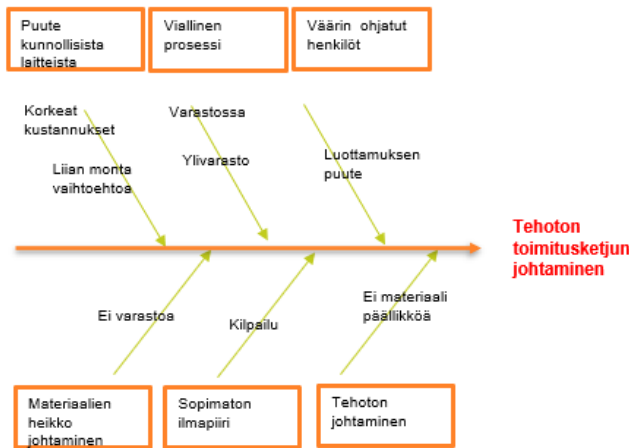 Puute
kunnollisista
laitteista
Viallinen
prosessi
Väärin ohjatut
henkilöt
Korkeat
kustannukset
Liian monta
vaihtoehtoa
Varastossa
Ylivarasto
Luottamuksen
puute
Tehoton
toimitusketjun
johtaminen
Ei varastoa
Kilpailu
Ei materiaali
päällikköä
Materiaalien
heikko
johtaminen
Sopimaton
ilmapiiri
Tehoton
johtaminen